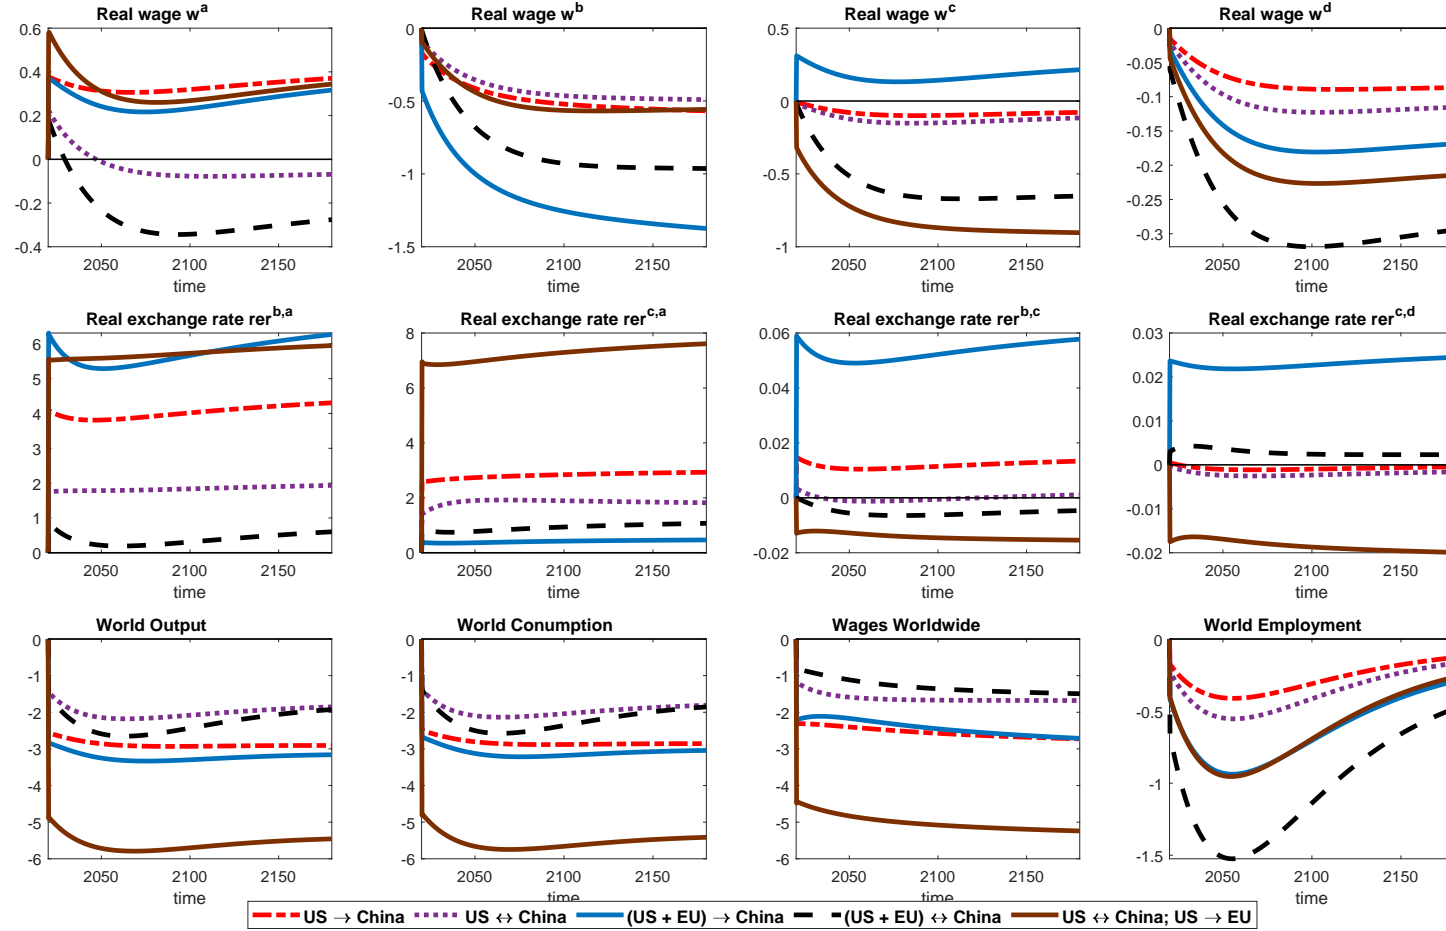 Real wage w^a
Real wage w^b
Real wage w^c
Real wage w^d
0.6
0.4
0.2
0
-0.2
-0.4
2050 2100 2150
time
0
-0.5
-1
-1.5
2050 2100 2150
time
0.5
0
-0.5
-1
2050 2100 2150
time
0
-0.05
-0.1
-0.15
-0.2
-0.25
-0.3
2050 2100 2150
time
Real exchange rate rer^b,a
Real exchange rate rer^c,a
Real exchange rate rer^b,c
Real exchange rate rer^c,d
6
5
4
3
2
1
0
2050 2100 2150
time
8
6
4
2
0
2050 2100 2150
time
0.06
0.04
0.02
0
-0.02
2050 2100 2150
time
0.03
0.02
0.01
0
-0.01
-0.02
2050 2100 2150
time
World Output
World Conumption
Wages Worldwide
World Employment
0
-1
-2
-3
-4
-5
-6
2050 2100 2150
time
0
-1
-2
-3
-4
-5
-6
2050 2100 2150
time
0
-1
-2
-3
-4
-5
-6
2050 2100 2150
time
0
-0.5
-1
-1.5
2050 2100 2150
time
US → China US ↔ China (US + EU) → China (US + EU) ↔ China US ↔ China; US → EU